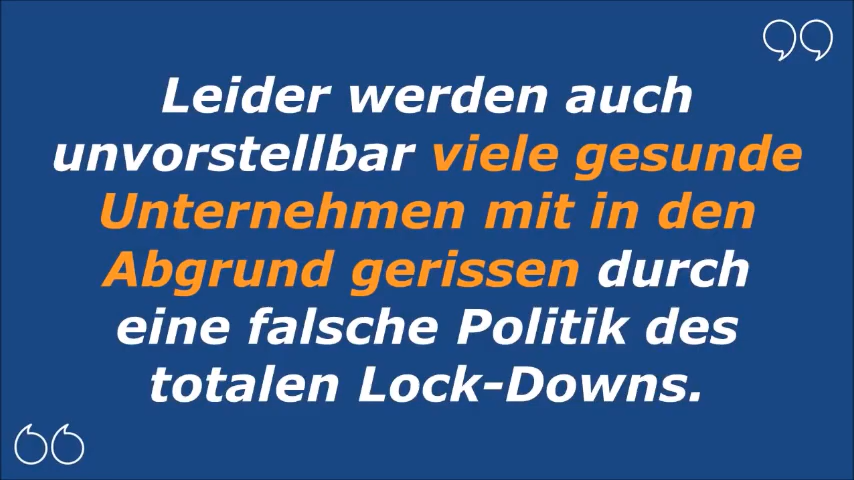 Leider werden auch
unvorstellbar viele gesunde
Unternehmen mit in den
Abgrund gerissen durch
eine falsche Politik des
totalen Lock-Downs.